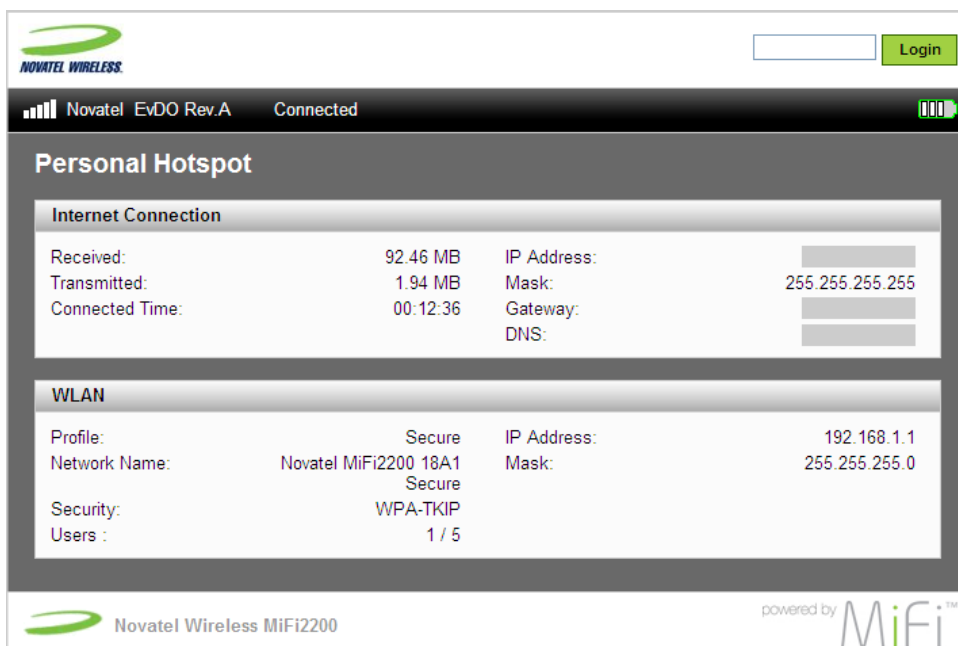 NOVATEL WIRELESS.
Login
Novatel EvDO Rev.A Connected
Personal Hotspot
Internet Connection
Received: 92.46 MB IP Address:
Transmitted: 1.94 MB Mask: 255.255.255.255
Connected Time: 00:12:36 Gateway:
DNS:
WLAN
Profile: Secure IP Address: 192.168.1.1
Network Name: Novatel MiFi2200 18A1 Mask: 255.255.255.0
Secure
Security: WPA-TKIP
Users : 1 / 5
Novatel Wireless MiFi2200
powered by MiFi™